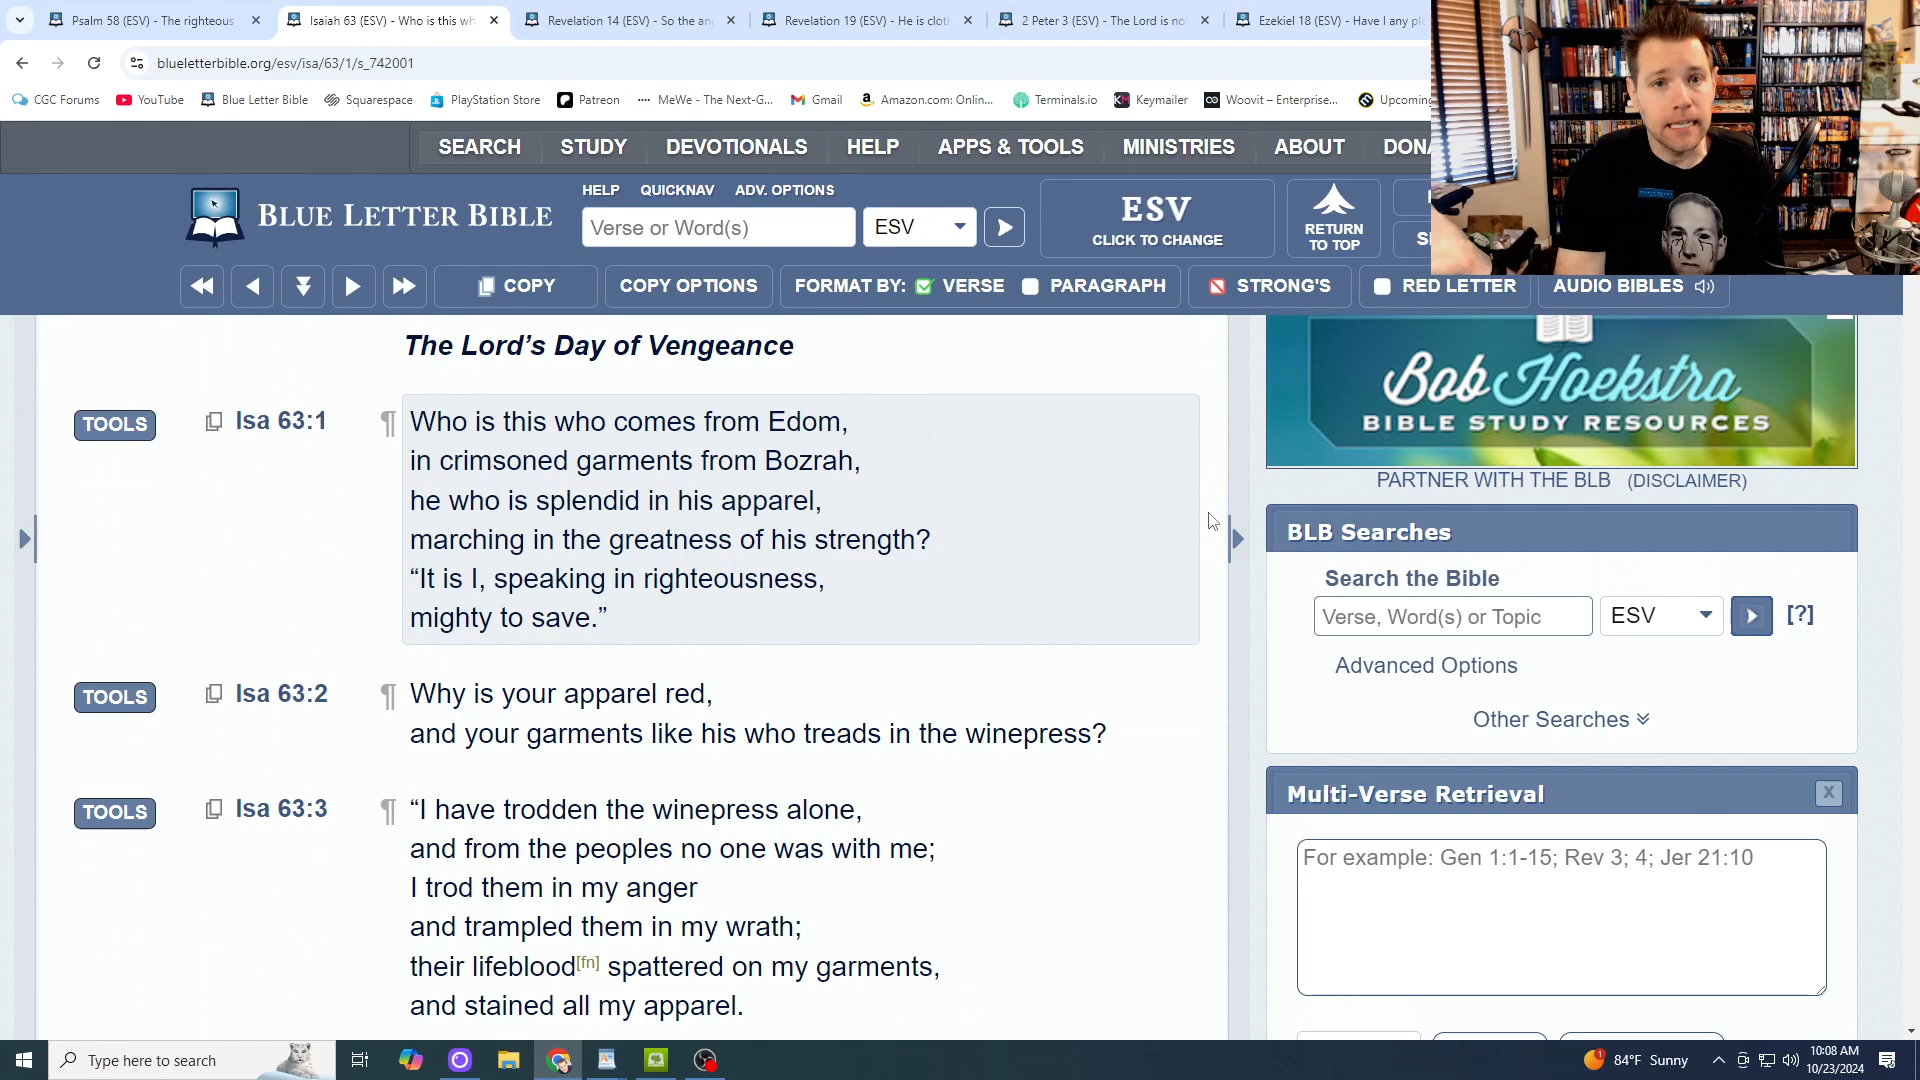 Psalm 58 (ESV) - The righteous
Isaiah 63 (ESV) - Who is this wh
Revelation 14 (ESV) - So the an
Revelation 19 (ESV) - He is cloth
2 Peter 3 (ESV) - The Lord is no
Ezekiel 18 (ESV) - Have I any pl
blueletterbible.org/esv/isa/63/1/s_742001
CGC Forums
YouTube
Blue Letter Bible
Squarespace
PlayStation Store
Patreon
MeWe - The Next-G...
Gmail
Amazon.com: Onlin...
Terminals.io
Keymailer
Woovit – Enterprise...
Upcoming
SEARCH STUDY DEVOTIONALS HELP APPS & TOOLS MINISTRIES ABOUT DON
HELP QUICKNAV ADV. OPTIONS
BLUE LETTER BIBLE
Verse or Word(s)
ESV
ESV
CLICK TO CHANGE
RETURN
TO TOP
COPY
COPY OPTIONS
FORMAT BY: VERSE PARAGRAPH
STRONG'S
RED LETTER
AUDIO BIBLES
The Lord's Day of Vengeance
TOOLS
Isa 63:1
¶ Who is this who comes from Edom,
in crimsoned garments from Bozrah,
he who is splendid in his apparel,
marching in the greatness of his strength?
“It is I, speaking in righteousness,
mighty to save.”
TOOLS
Isa 63:2
¶ Why is your apparel red,
and your garments like his who treads in the winepress?
TOOLS
Isa 63:3
¶ “I have trodden the winepress alone,
and from the peoples no one was with me;
I trod them in my anger
and trampled them in my wrath;
their lifeblood[fn] spattered on my garments,
and stained all my apparel.
Bob Hoekstra
BIBLE STUDY RESOURCES
PARTNER WITH THE BLB (DISCLAIMER)
BLB Searches
Search the Bible
Verse, Word(s) or Topic
ESV
[?]
Advanced Options
Other Searches
Multi-Verse Retrieval
X
For example: Gen 1:1-15; Rev 3; 4; Jer 21:10
Type here to search
84°F Sunny
10:08 AM
10/23/2024